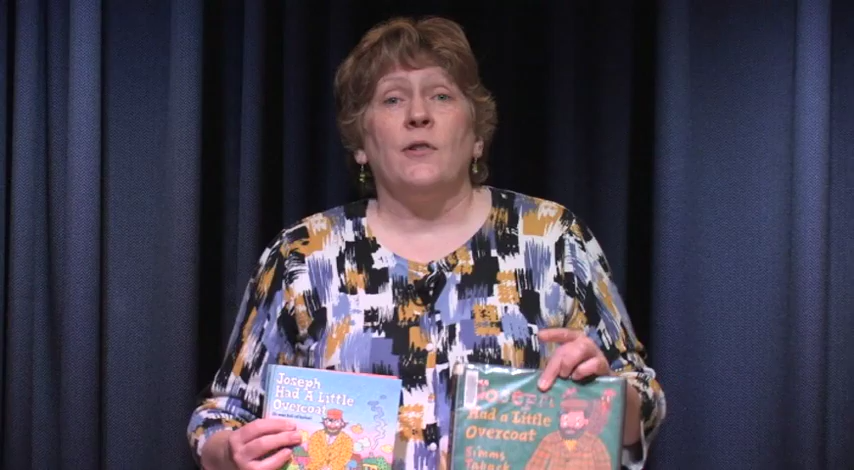 Joseph
Had A Little
Overcoat
Joseph
Had a Little
Overcoat
Simms
Taback